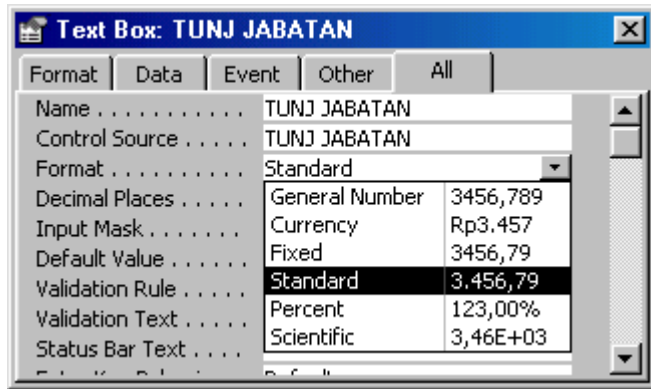 Text Box: TUNJ JABATAN
Format Data Event Other All
Name . . . . . . . . . . . TUNJ JABATAN
Control Source . . . . . TUNJ JABATAN
Format . . . . . . . . . . Standard
Decimal Places . . . . . General Number 3456,789
Input Mask . . . . . . . Currency Rp3.457
Default Value . . . . . . Fixed 3456,79
Validation Rule . . . . . Standard 3.456,79
Validation Text . . . . . Percent 123,00%
Status Bar Text . . . . Scientific 3,46E+03